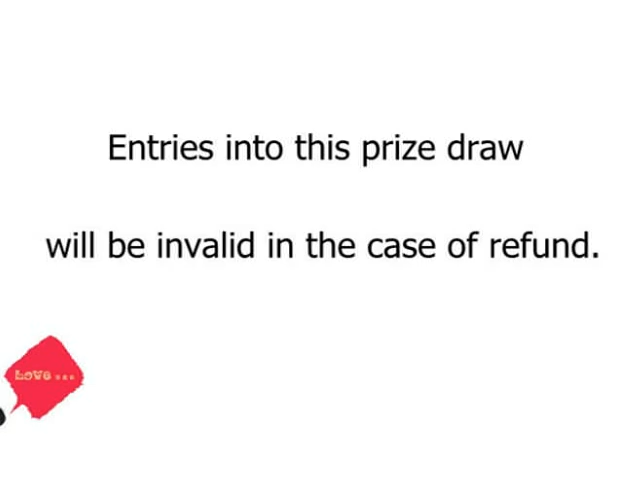 Entries into this prize draw
will be invalid in the case of refund.
Love...